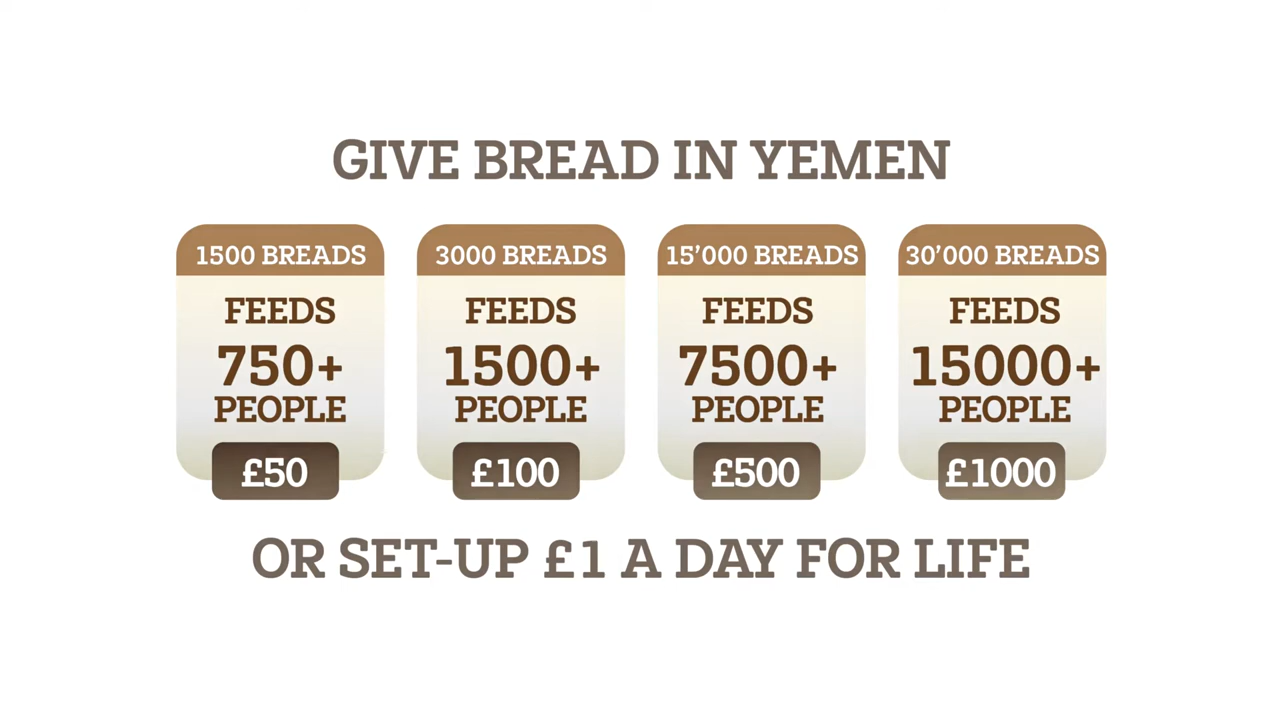 GIVE BREAD IN YEMEN
1500 BREADS
FEEDS
750+
PEOPLE
£50
3000 BREADS
FEEDS
1500+
PEOPLE
£100
15’000 BREADS
FEEDS
7500+
PEOPLE
£500
30’000 BREADS
FEEDS
15000+
PEOPLE
£1000
OR SET-UP £1 A DAY FOR LIFE